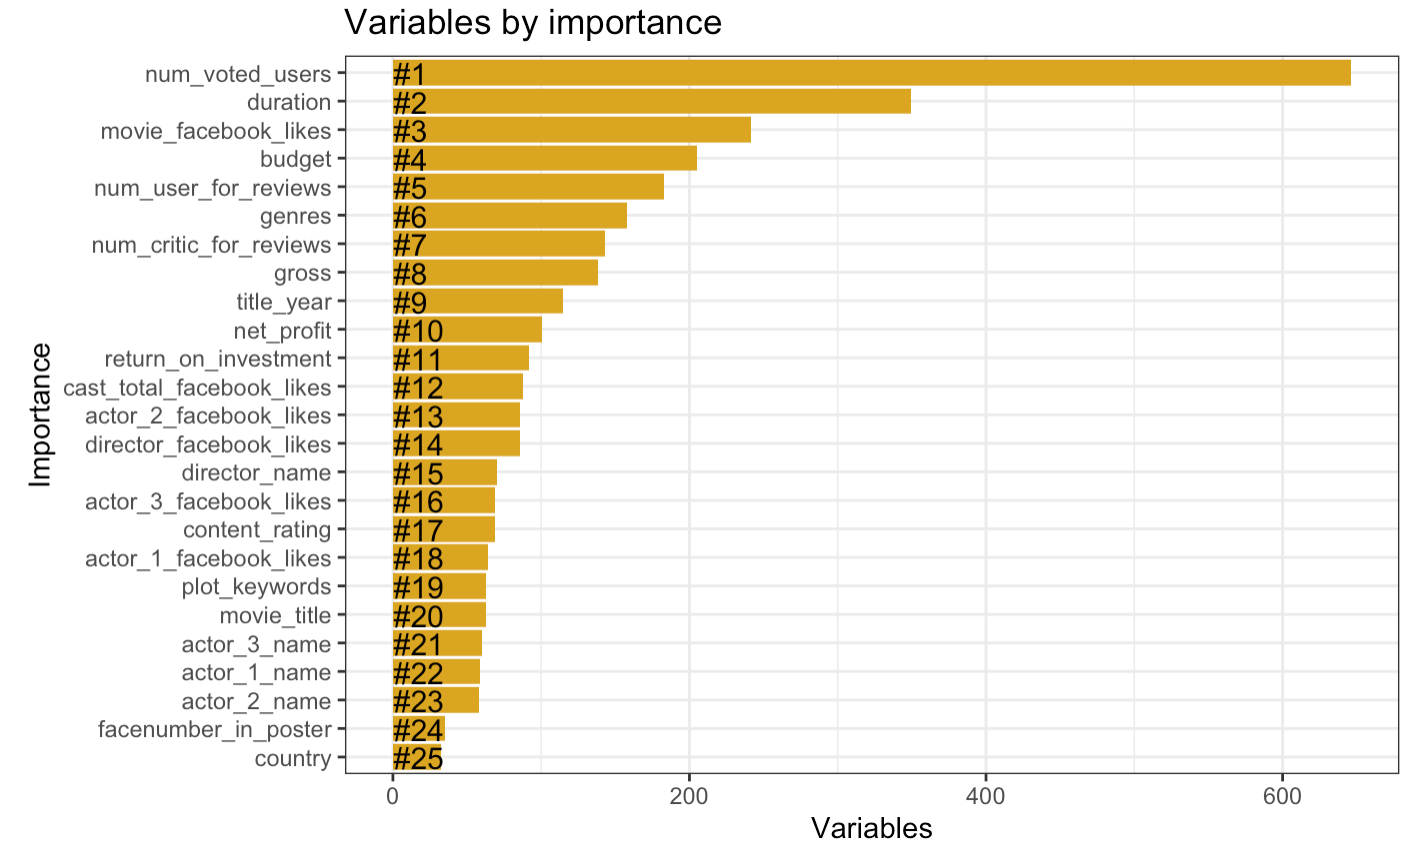 Variables by importance
num_voted_users #1
duration #2
movie_facebook_likes #3
budget #4
num_user_for_reviews #5
genres #6
num_critic_for_reviews #7
gross #8
title_year #9
net_profit #10
return_on_investment #11
cast_total_facebook_likes #12
actor_2_facebook_likes #13
director_facebook_likes #14
director_name #15
actor_3_facebook_likes #16
content_rating #17
actor_1_facebook_likes #18
plot_keywords #19
movie_title #20
actor_3_name #21
actor_1_name #22
actor_2_name #23
facenumber_in_poster #24
country #25
Importance
0 200 400 600
Variables